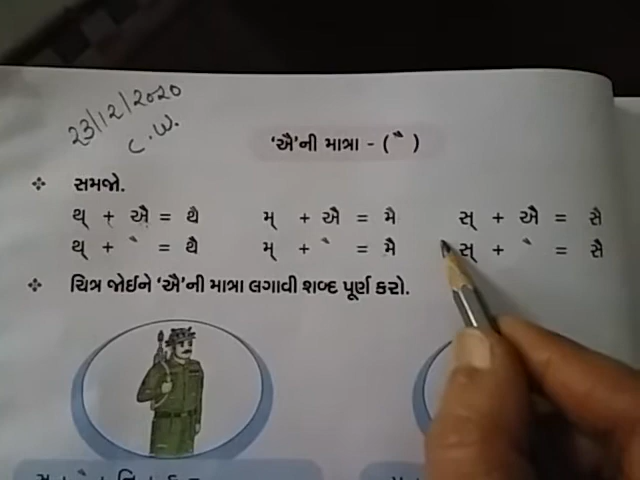 23/12/2020
C.W.
'ઐ'ની માત્રા - ( ૈ )
❖ સમજો.
થ્ + ઐ = થૈ મ્ + ઐ = મૈ સ્ + ઐ = સૈ
થ્ + ૈ = થૈ મ્ + ૈ = મૈ સ્ + ૈ = સૈ
❖ ચિત્ર જોઈને 'ઐ'ની માત્રા લગાવી શબ્દ પૂર્ણ કરો.